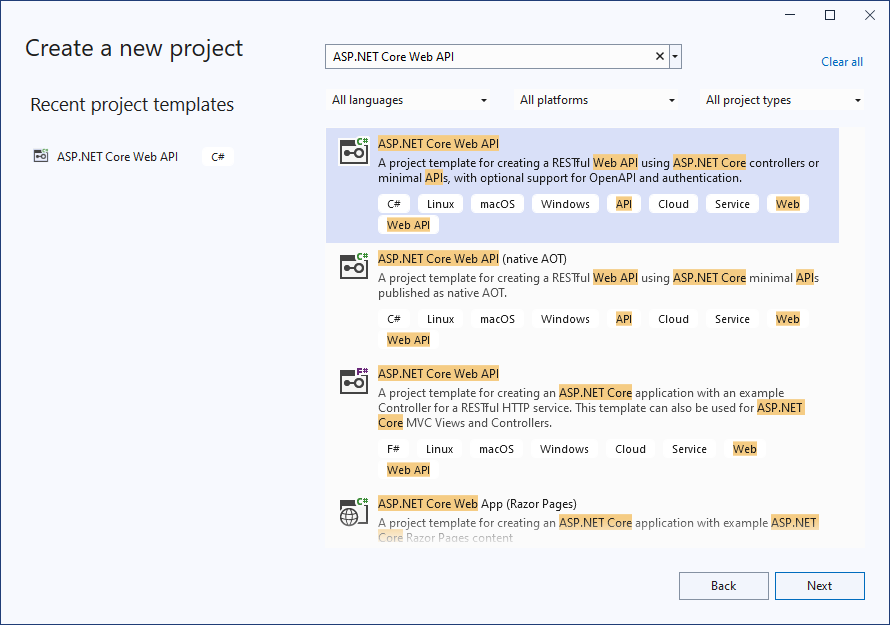 Create a new project
ASP.NET Core Web API
Clear all
Recent project templates
ASP.NET Core Web API C#
All languages All platforms All project types
C#
ASP.NET Core Web API
A project template for creating a RESTful Web API using ASP.NET Core controllers or
minimal APIs, with optional support for OpenAPI and authentication.
C# Linux macOS Windows API Cloud Service Web
Web API
C#
ASP.NET Core Web API (native AOT)
A project template for creating a RESTful Web API using ASP.NET Core minimal APIs
published as native AOT.
C# Linux macOS Windows API Cloud Service Web
Web API
F#
ASP.NET Core Web API
A project template for creating an ASP.NET Core application with an example
Controller for a RESTful HTTP service. This template can also be used for ASP.NET
Core MVC Views and Controllers.
F# Linux macOS Windows Cloud Service Web
Web API
C#
ASP.NET Core Web App (Razor Pages)
A project template for creating an ASP.NET Core application with example ASP.NET
Core Razor Pages content
Back Next